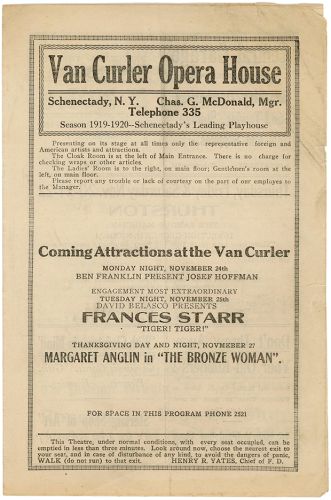 Van Curler Opera House
Schenectady, N. Y. Chas. G. McDonald, Mgr.
Telephone 335
Season 1919-1920--Schenectady's Leading Playhouse
Presenting on its stage at all times only the representative foreign and
American artists and attractions.
The Cloak Room is at the left of Main Entrance. There is no charge for
checking wraps or other articles.
The Ladies' Room is to the right, on main floor; Gentlemen's room at the
left, on main floor.
Please report any trouble or lack of courtesy on the part of our employes to
the Manager.
Coming Attractions at the Van Curler
MONDAY NIGHT, NOVEMBER 24th
BEN FRANKLIN PRESENT JOSEF HOFFMAN
ENGAGEMENT MOST EXTRAORDINARY
TUESDAY NIGHT, NOVEMBER 25th
DAVID BELASCO PRESENTS
FRANCES STARR
"TIGER! TIGER!"
THANKSGIVING DAY AND NIGHT, NOVMEBER 27
MARGARET ANGLIN in "THE BRONZE WOMAN".
FOR SPACE IN THIS PROGRAM PHONE 2521
This Theatre, under normal conditions, with every seat occupied, can be
emptied in less than three minutes. Look around now, choose the nearest exit to
your seat, and in case of disturbance of any kind, to avoid the dangers of panic,
WALK (do not run) to that exit. HENRY R. YATES, Chief of F. D.